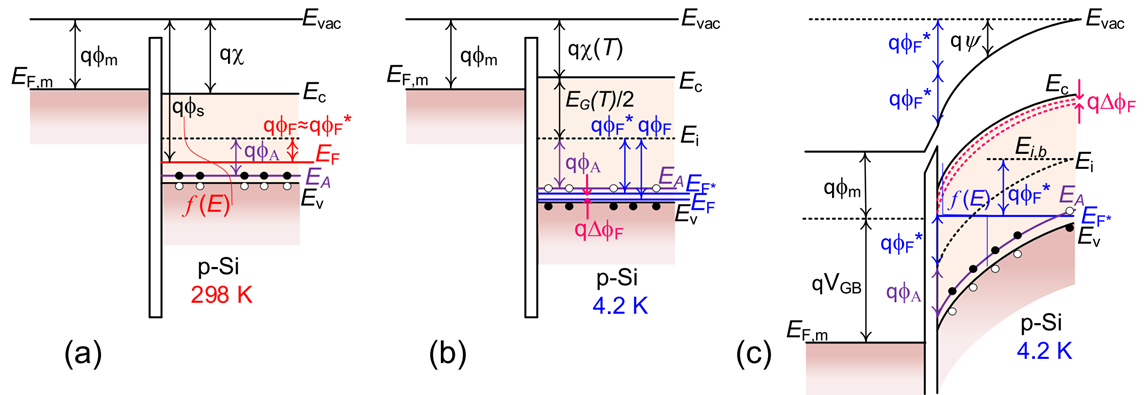 E_vac
qϕ_m
qχ
E_F,m
E_c
qϕ_s
qϕ_F≈qϕ_F*
qϕ_A
E_F
E_A
f(E)
E_v
p-Si
298 K
(a)
E_vac
qϕ_m
qχ(T)
E_F,m
E_c
E_G(T)/2
qϕ_F* qϕ_F
E_i
qϕ_A
E_A E_F*
E_F
E_v
qΔϕ_F
p-Si
4.2 K
(b)
E_vac
qϕ_F*
qψ
qϕ_F*
E_c
qΔϕ_F
E_i,b
E_i
qϕ_m
f(E)
qϕ_F*
E_A
E_F*
qϕ_F*
E_v
qV_GB
qϕ_A
E_F,m
p-Si
4.2 K
(c)